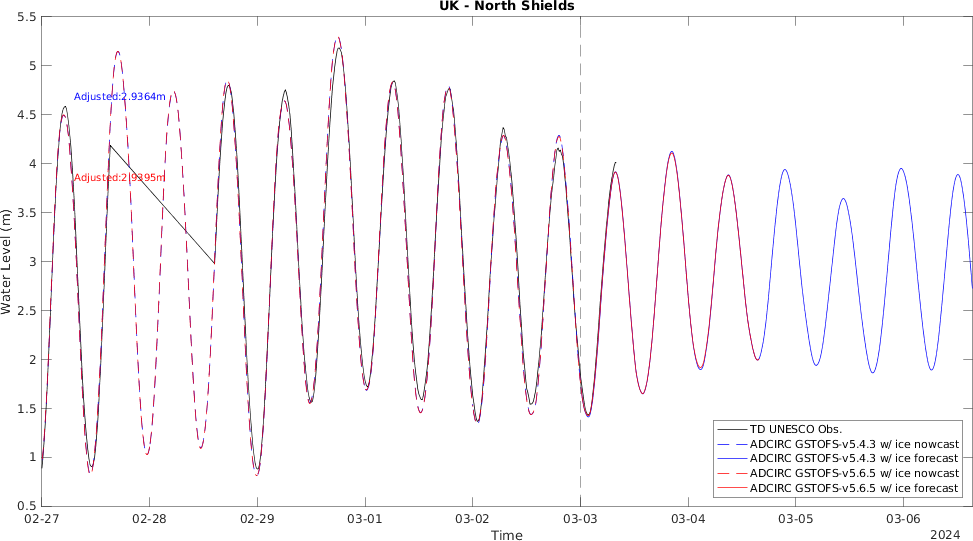 UK - North Shields
5.5
5
4.5
4
3.5
3
2.5
2
1.5
1
0.5
Water Level (m)
Adjusted:2.9364m
Adjusted:2.9395m
TD UNESCO Obs.
ADCIRC GSTOFS-v5.4.3 w/ ice nowcast
ADCIRC GSTOFS-v5.4.3 w/ ice forecast
ADCIRC GSTOFS-v5.6.5 w/ ice nowcast
ADCIRC GSTOFS-v5.6.5 w/ ice forecast
02-27 02-28 02-29 03-01 03-02 03-03 03-04 03-05 03-06
Time
2024